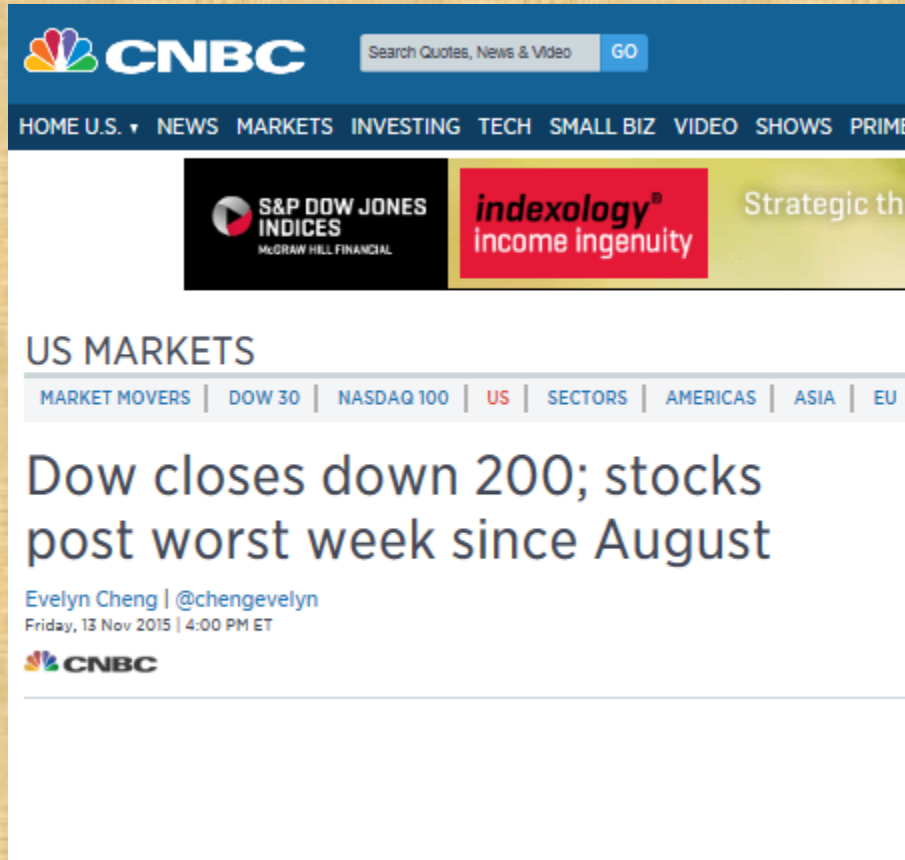 CNBC
Search Quotes, News & Video GO
HOME U.S. ▾ NEWS MARKETS INVESTING TECH SMALL BIZ VIDEO SHOWS
S&P DOW JONES
INDICES
McGRAW HILL FINANCIAL
indexology®
income ingenuity
Strategic
US MARKETS
MARKET MOVERS | DOW 30 | NASDAQ 100 | US | SECTORS | AMERICAS | ASIA | EU
Dow closes down 200; stocks
post worst week since August
Evelyn Cheng | @chengevelyn
Friday, 13 Nov 2015 | 4:00 PM ET
CNBC